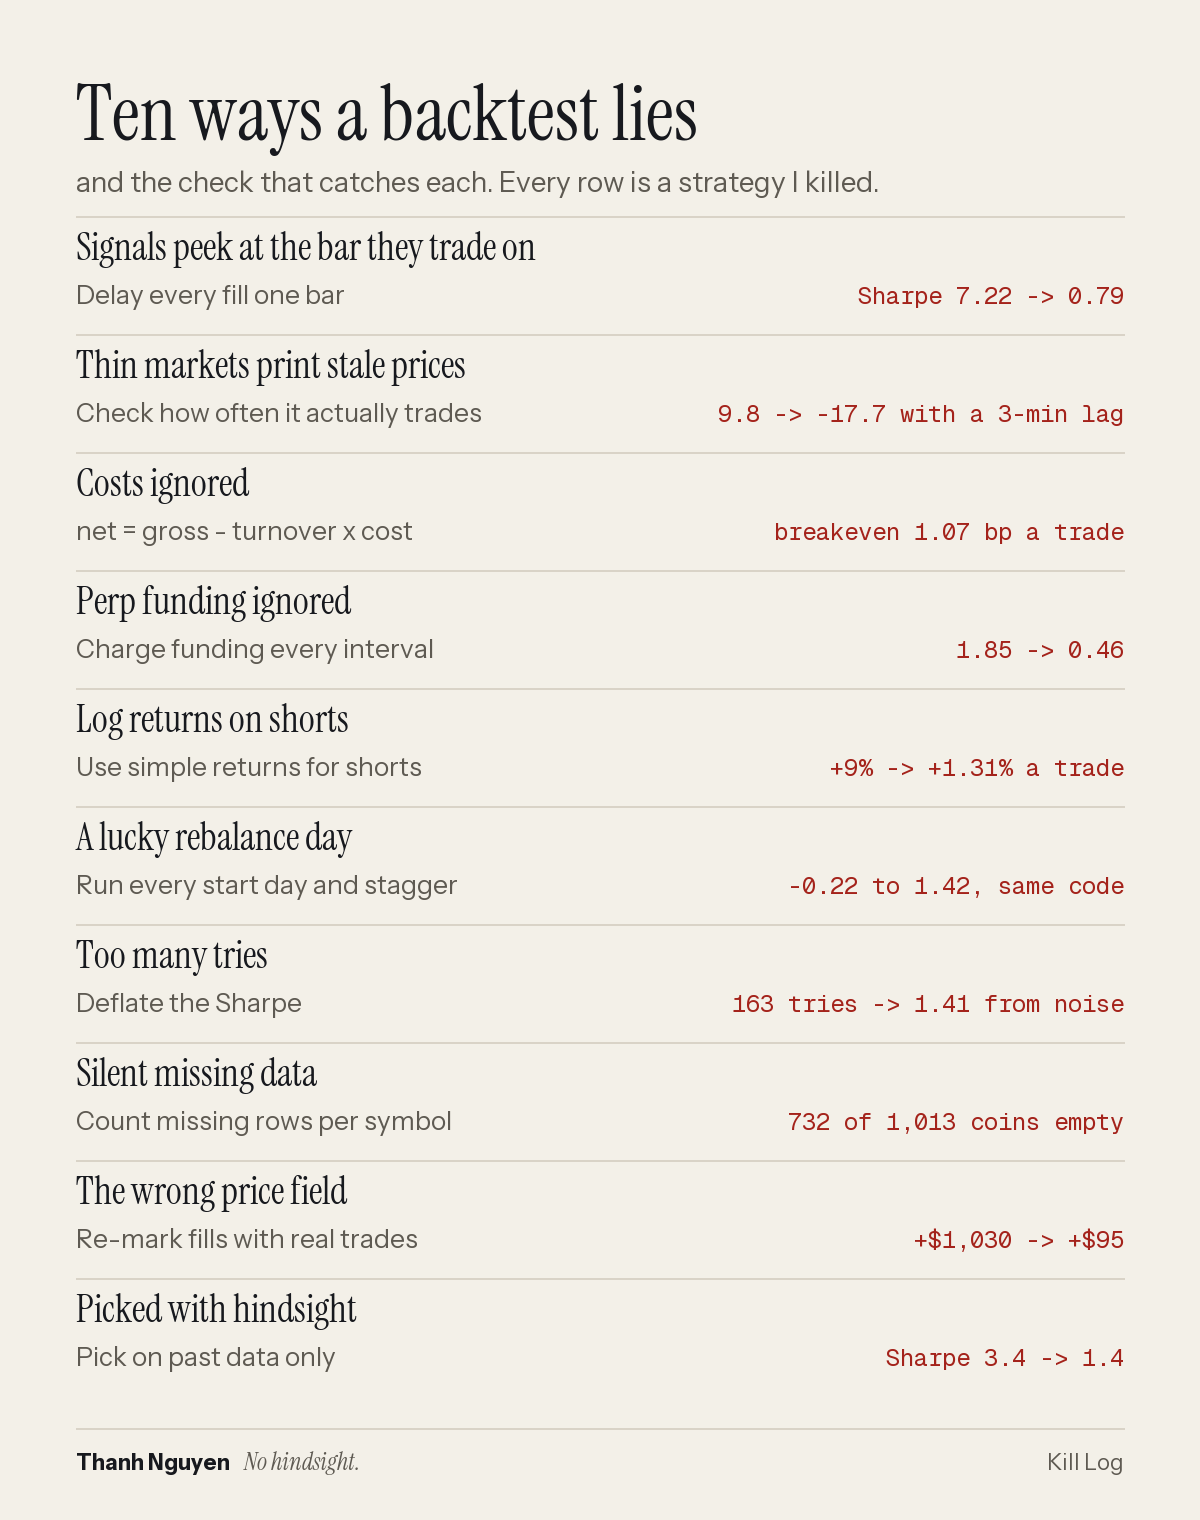 Ten ways a backtest lies
and the check that catches each. Every row is a strategy I killed.
Signals peek at the bar they trade on
Delay every fill one bar Sharpe 7.22 -> 0.79
Thin markets print stale prices
Check how often it actually trades 9.8 -> -17.7 with a 3-min lag
Costs ignored
net = gross - turnover x cost breakeven 1.07 bp a trade
Perp funding ignored
Charge funding every interval 1.85 -> 0.46
Log returns on shorts
Use simple returns for shorts +9% -> +1.31% a trade
A lucky rebalance day
Run every start day and stagger -0.22 to 1.42, same code
Too many tries
Deflate the Sharpe 163 tries -> 1.41 from noise
Silent missing data
Count missing rows per symbol 732 of 1,013 coins empty
The wrong price field
Re-mark fills with real trades +$1,030 -> +$95
Picked with hindsight
Pick on past data only Sharpe 3.4 -> 1.4
Thanh Nguyen No hindsight. Kill Log